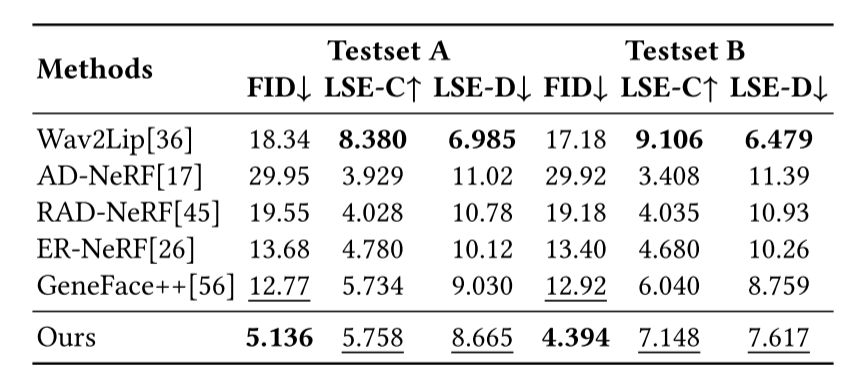 Methods Testset A Testset B
FID↓ LSE-C↑ LSE-D↓ FID↓ LSE-C↑ LSE-D↓
Wav2Lip[36] 18.34 8.380 6.985 17.18 9.106 6.479
AD-NeRF[17] 29.95 3.929 11.02 29.92 3.408 11.39
RAD-NeRF[45] 19.55 4.028 10.78 19.18 4.035 10.93
ER-NeRF[26] 13.68 4.780 10.12 13.40 4.680 10.26
GeneFace++[56] 12.77 5.734 9.030 12.92 6.040 8.759
Ours 5.136 5.758 8.665 4.394 7.148 7.617